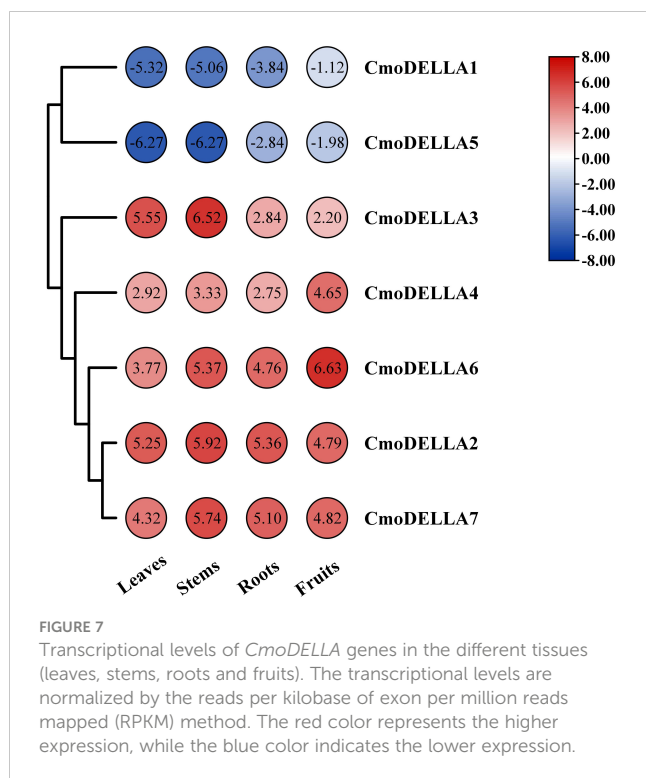 -5.32 -5.06 -3.84 -1.12 CmoDELLA1
-6.27 -6.27 -2.84 -1.98 CmoDELLA5
5.55 6.52 2.84 2.20 CmoDELLA3
2.92 3.33 2.75 4.65 CmoDELLA4
3.77 5.37 4.76 6.63 CmoDELLA6
5.25 5.92 5.36 4.79 CmoDELLA2
4.32 5.74 5.10 4.82 CmoDELLA7
Leaves Stems Roots Fruits
8.00
6.00
4.00
2.00
0.00
-2.00
-4.00
-6.00
-8.00
FIGURE 7
Transcriptional levels of CmoDELLA genes in the different tissues
(leaves, stems, roots and fruits). The transcriptional levels are
normalized by the reads per kilobase of exon per million reads
mapped (RPKM) method. The red color represents the higher
expression, while the blue color indicates the lower expression.